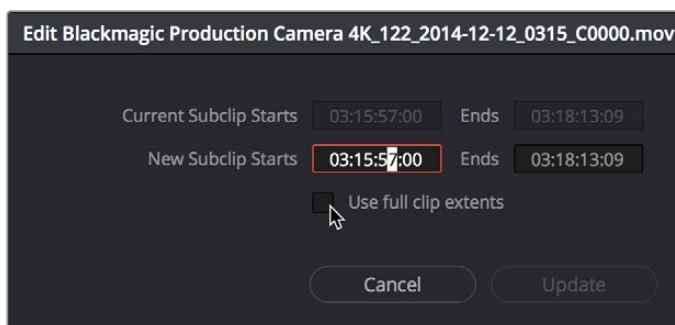 Edit Blackmagic Production Camera 4K_122_2014-12-12_0315_C0000.mov
Current Subclip Starts 03:15:57:00 Ends 03:18:13:09
New Subclip Starts 03:15:57:00 Ends 03:18:13:09
Use full clip extents
Cancel Update